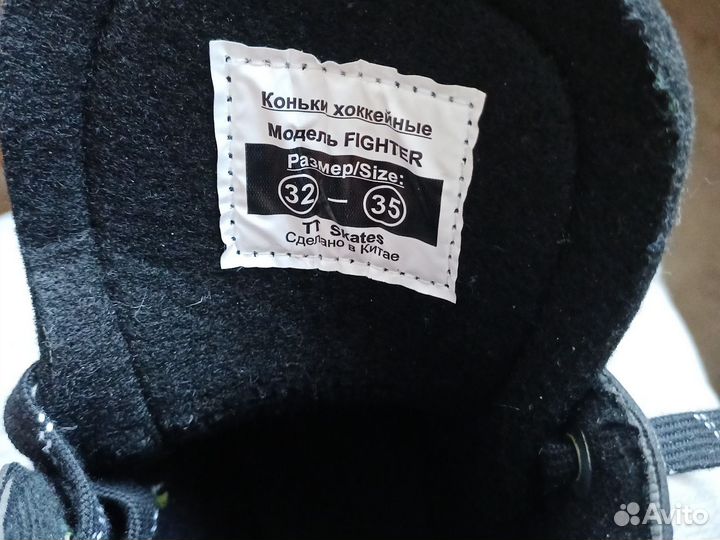 Коньки хоккейные
Модель FIGHTER
Размер/Size:
32 – 35
TT Skates
Сделано в Китае
Avito